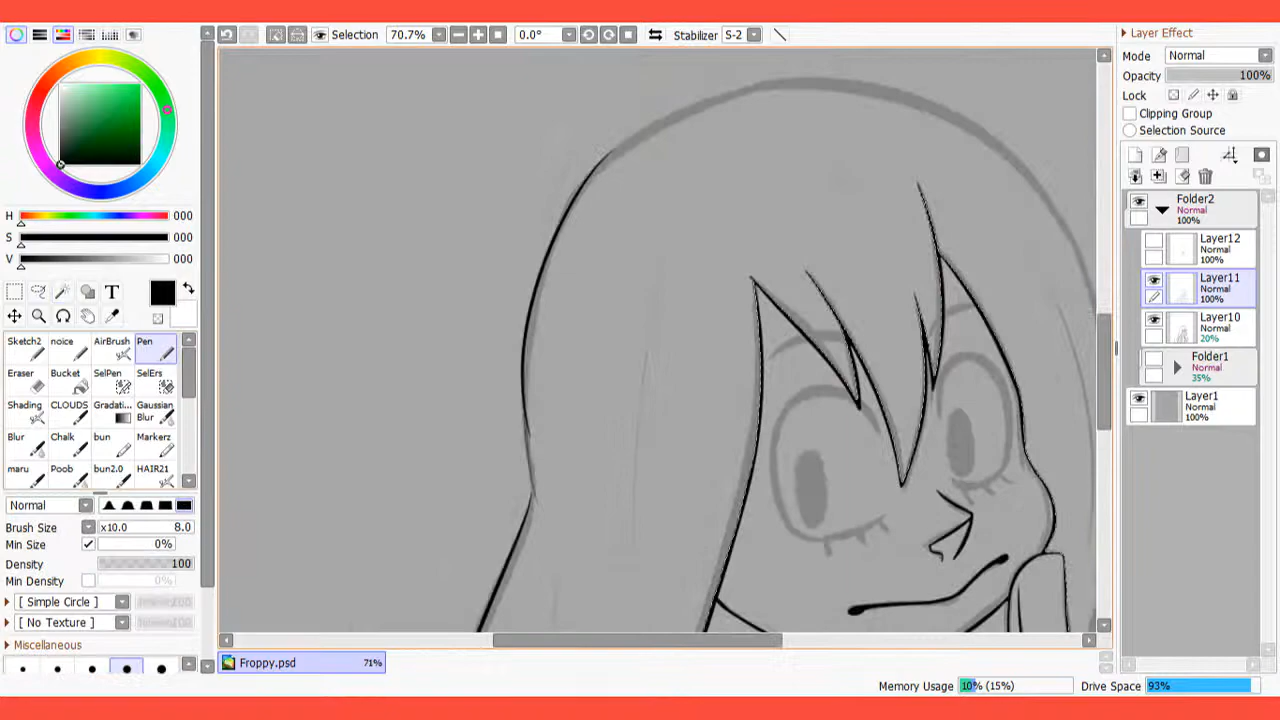 Selection 70.7% 0.0° Stabilizer S-2
H 000
S 000
V 000
T
Sketch2 noice AirBrush Pen
Eraser Bucket SelPen SelErs
Shading CLOUDS Gradati... Gaussian Blur
Blur Chalk bun Markerz
maru Poob bun2.0 HAIR21
Normal
Brush Size x10.0 8.0
Min Size 0%
Density 100
Min Density 0%
[ Simple Circle ]
[ No Texture ]
Miscellaneous
Froppy.psd 71%
Layer Effect
Mode Normal
Opacity 100%
Lock
Clipping Group
Selection Source
Folder2
Normal
100%
Layer12
Normal
100%
Layer11
Normal
100%
Layer10
Normal
20%
Folder1
Normal
35%
Layer1
Normal
100%
Memory Usage 10% (15%) Drive Space 93%